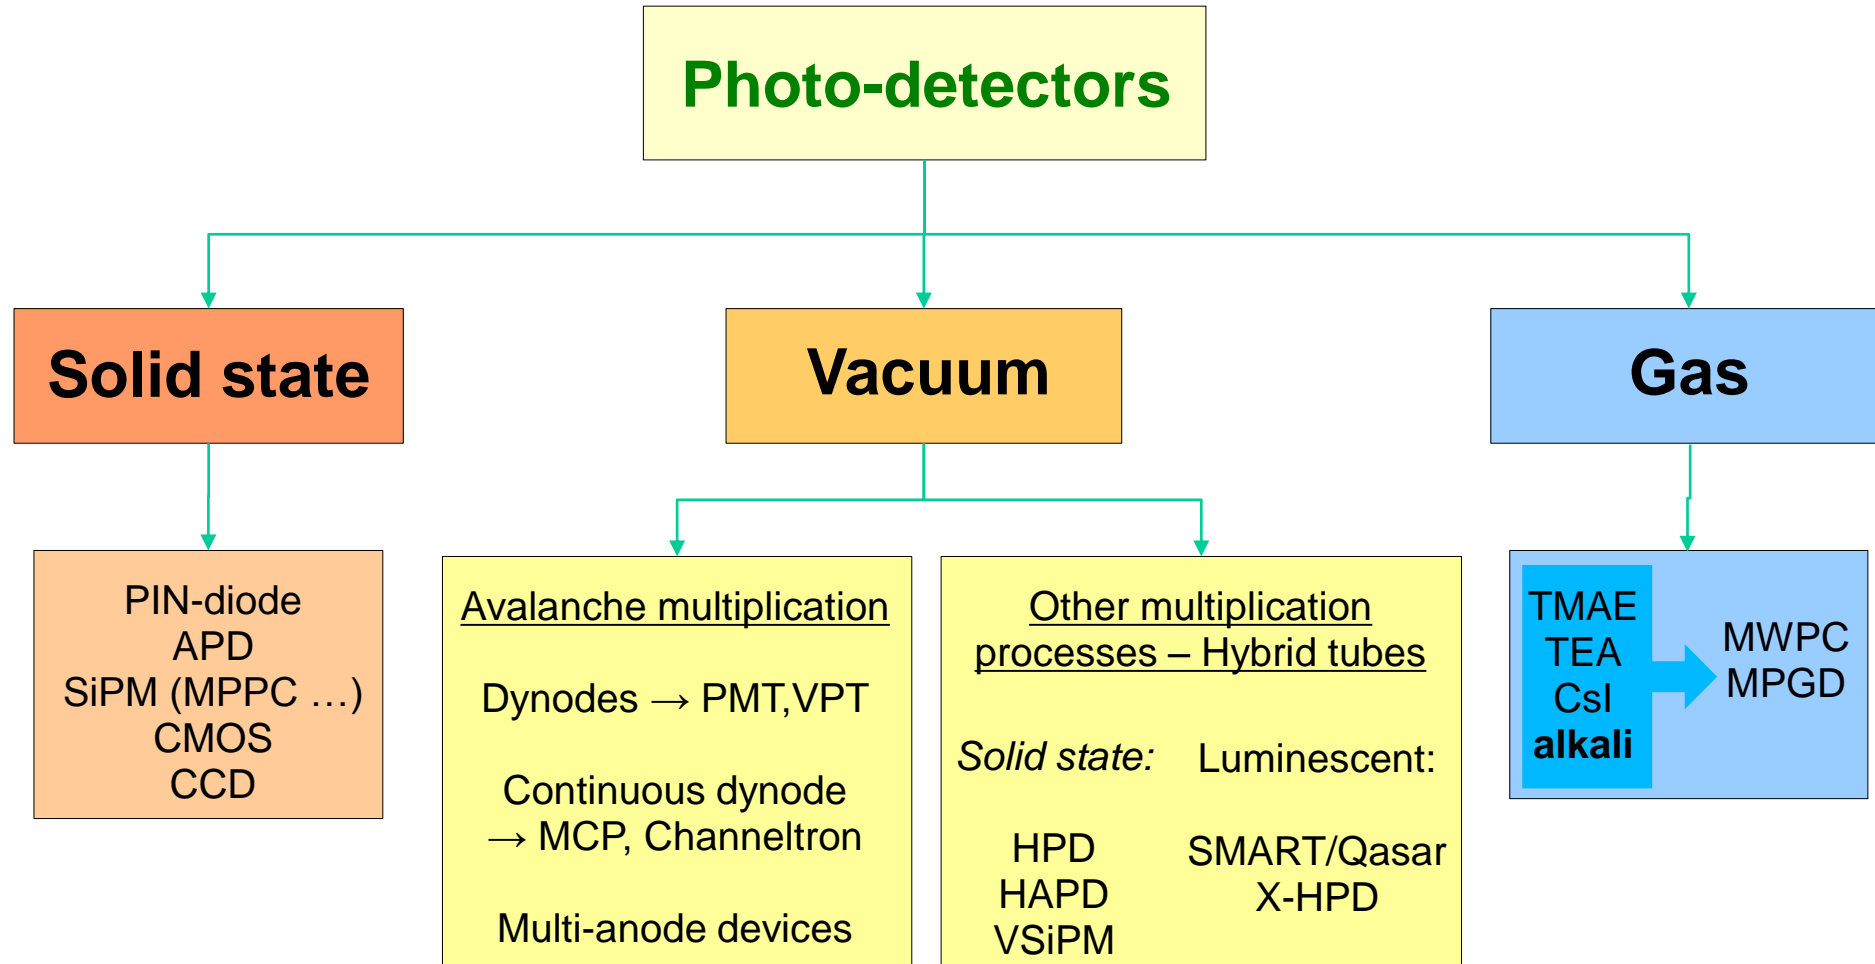 Photo-detectors
Solid state
Vacuum
Gas
PIN-diode
APD
SiPM (MPPC …)
CMOS
CCD
Avalanche multiplication
Dynodes → PMT,VPT
Continuous dynode
→ MCP, Channeltron
Multi-anode devices
Other multiplication
processes – Hybrid tubes
Solid state:
HPD
HAPD
VSiPM
Luminescent:
SMART/Qasar
X-HPD
TMAE
TEA
CsI
alkali
MWPC
MPGD